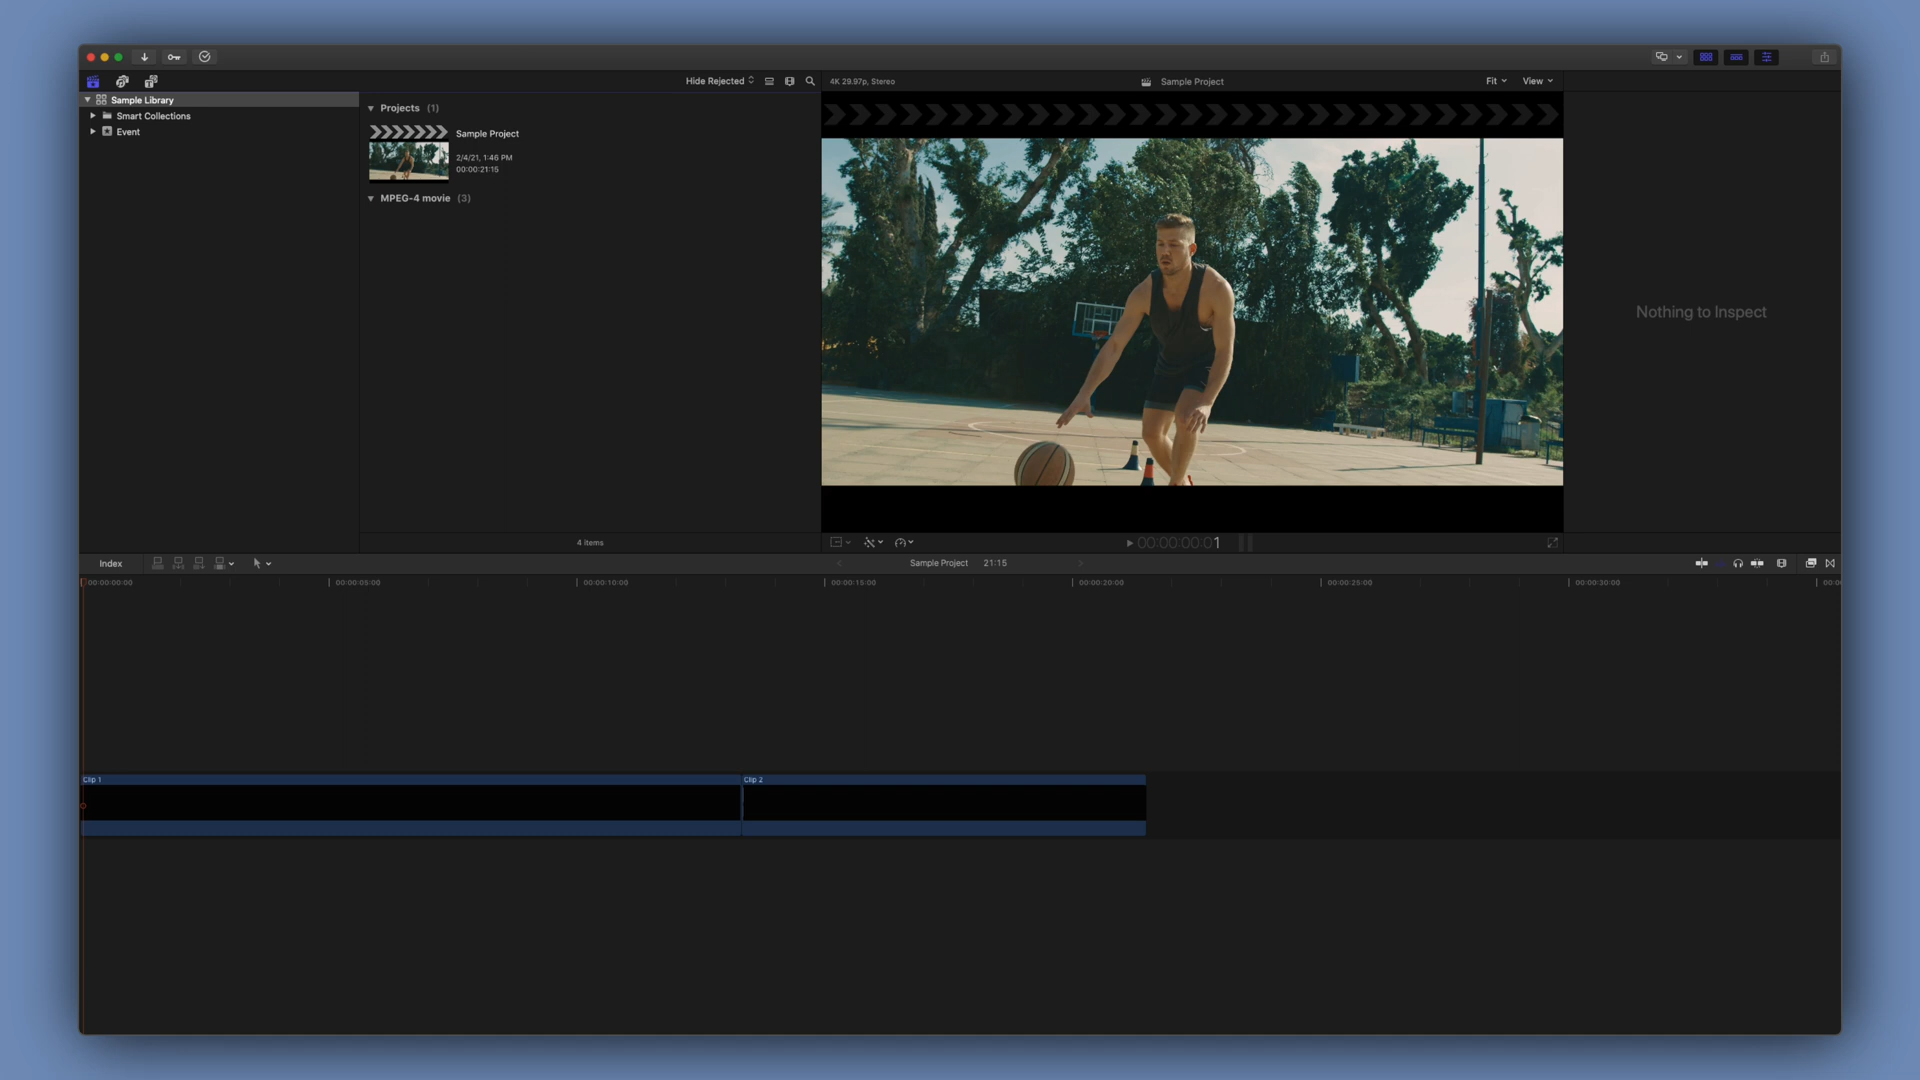 Hide Rejected
4K 29.97p, Stereo
Sample Project
Fit
View
Sample Library
Smart Collections
Event
Projects (1)
Sample Project
2/4/21, 1:46 PM
00:00:21:15
MPEG-4 movie (3)
Nothing to Inspect
4 items
00:00:00:01
Index
Sample Project 21:15
00:00:00:00
00:00:05:00
00:00:10:00
00:00:15:00
00:00:20:00
00:00:25:00
00:00:30:00
00:0
Clip 1
Clip 2